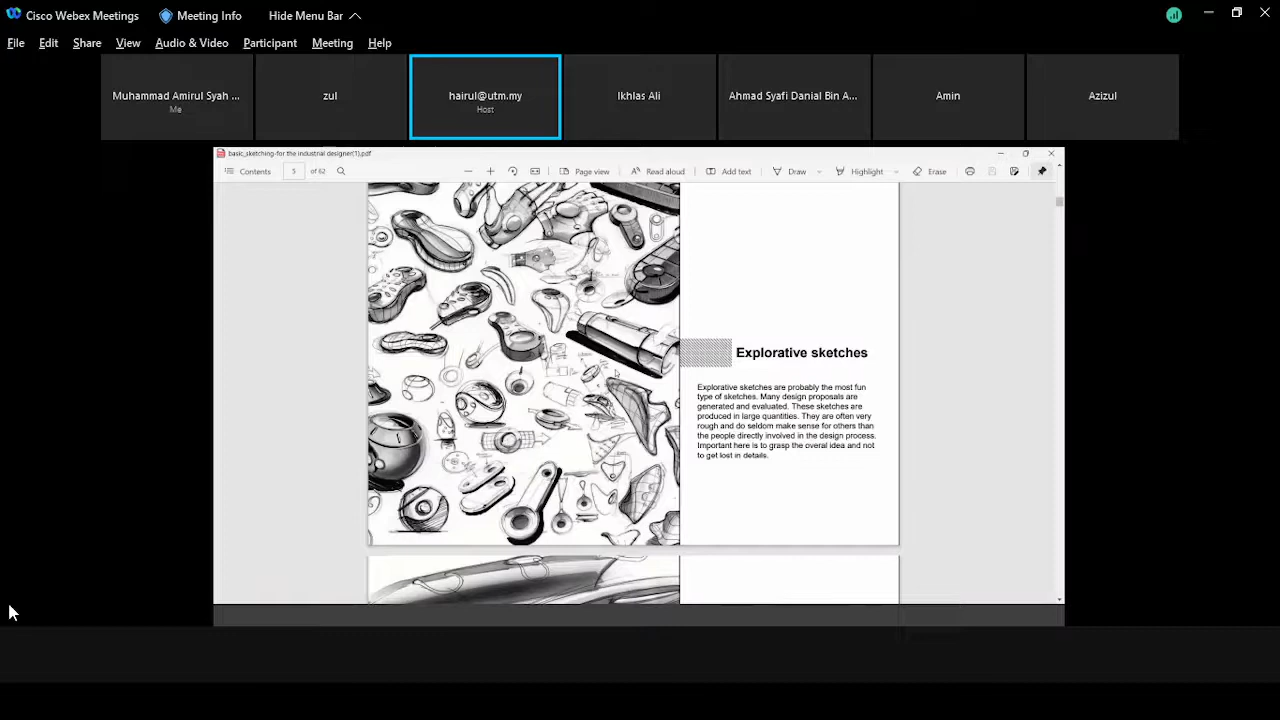 Cisco Webex Meetings Meeting Info Hide Menu Bar
File Edit Share View Audio & Video Participant Meeting Help
Muhammad Amirul Syah ...
Me
zul
hairul@utm.my
Host
Ikhlas Ali
Ahmad Syafi Danial Bin A...
Amin
Azizul
basic_sketching-for the industrial designer(1).pdf
Contents 5 of 62 Page view Read aloud Add text Draw Highlight Erase
Explorative sketches
Explorative sketches are probably the most fun
type of sketches. Many design proposals are
generated and evaluated. These sketches are
produced in large quantities. They are often very
rough and do seldom make sense for others than
the people directly involved in the design process.
Important here is to grasp the overal idea and not
to get lost in details.